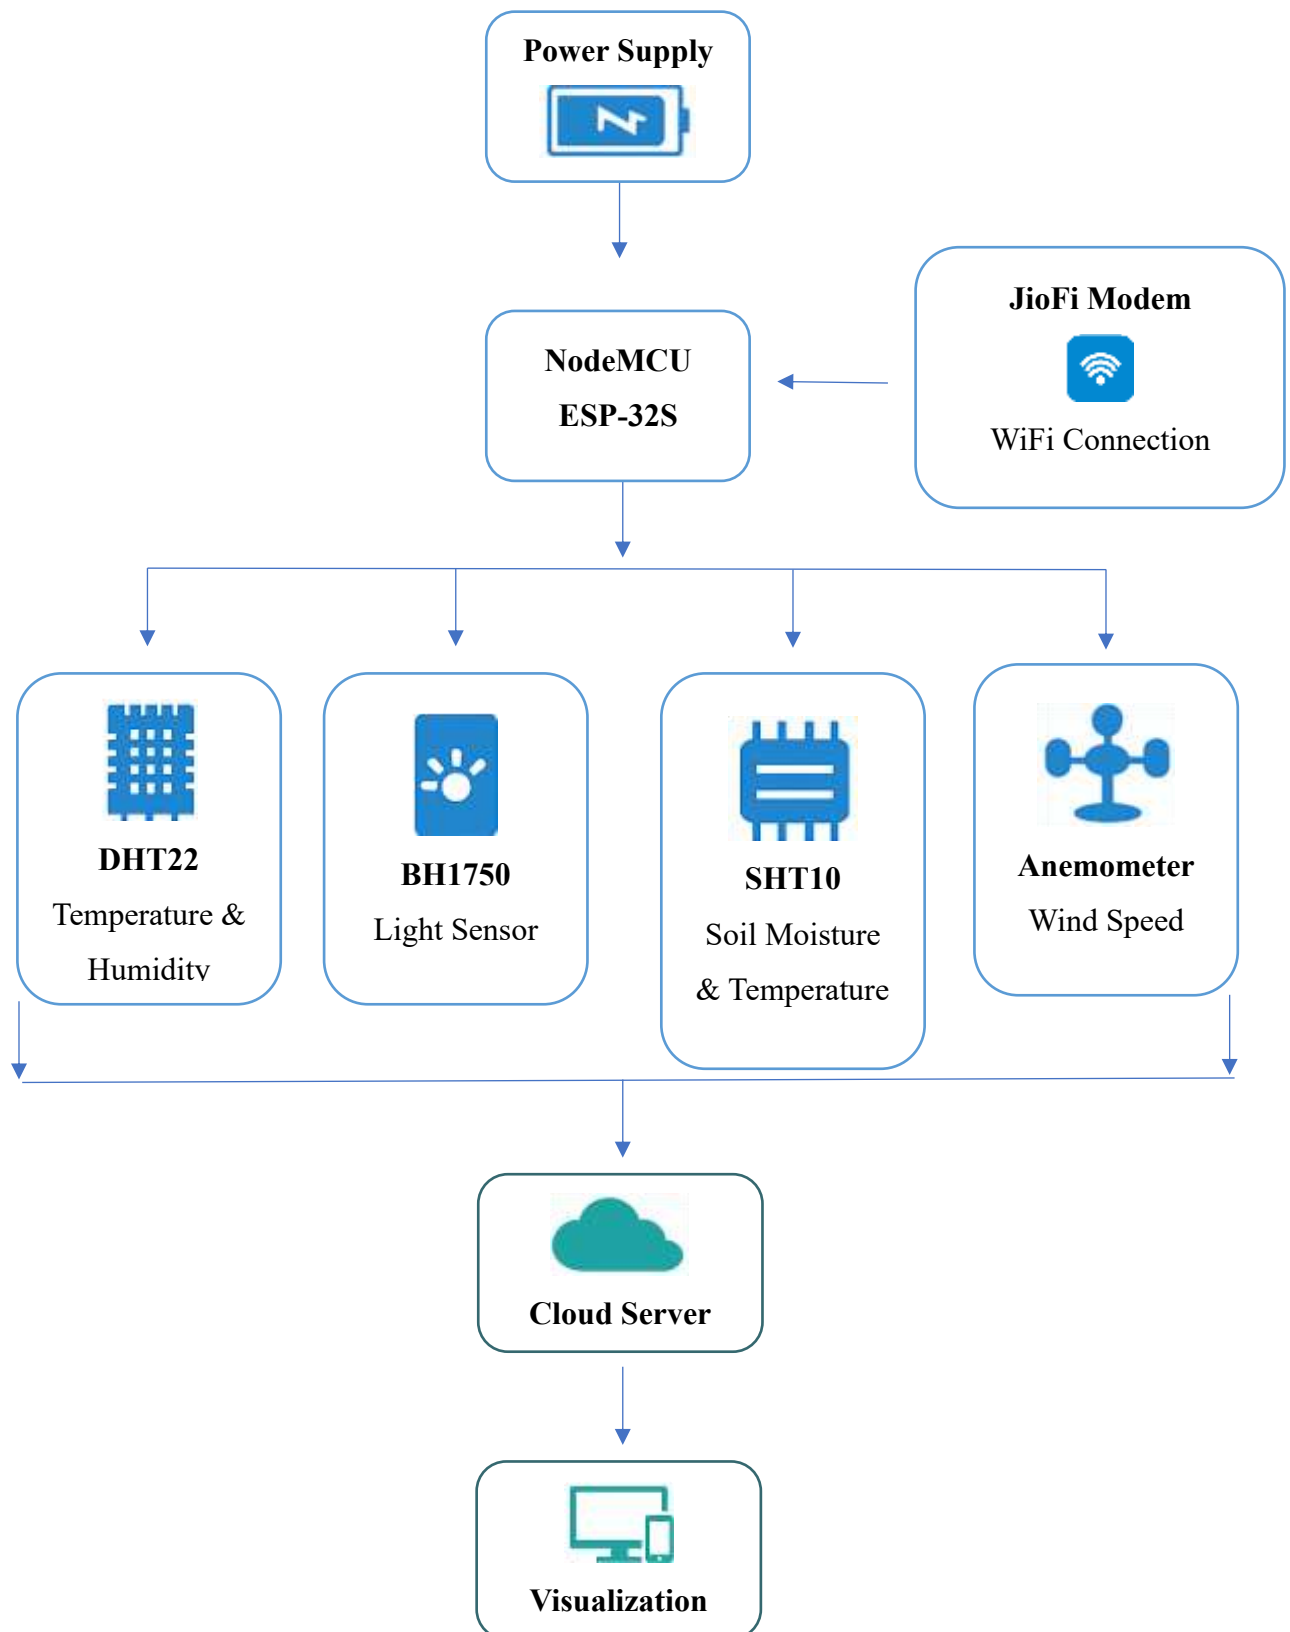 Power Supply
JioFi Modem
WiFi Connection
NodeMCU
ESP-32S
DHT22
Temperature &
Humidity
BH1750
Light Sensor
SHT10
Soil Moisture
& Temperature
Anemometer
Wind Speed
Cloud Server
Visualization